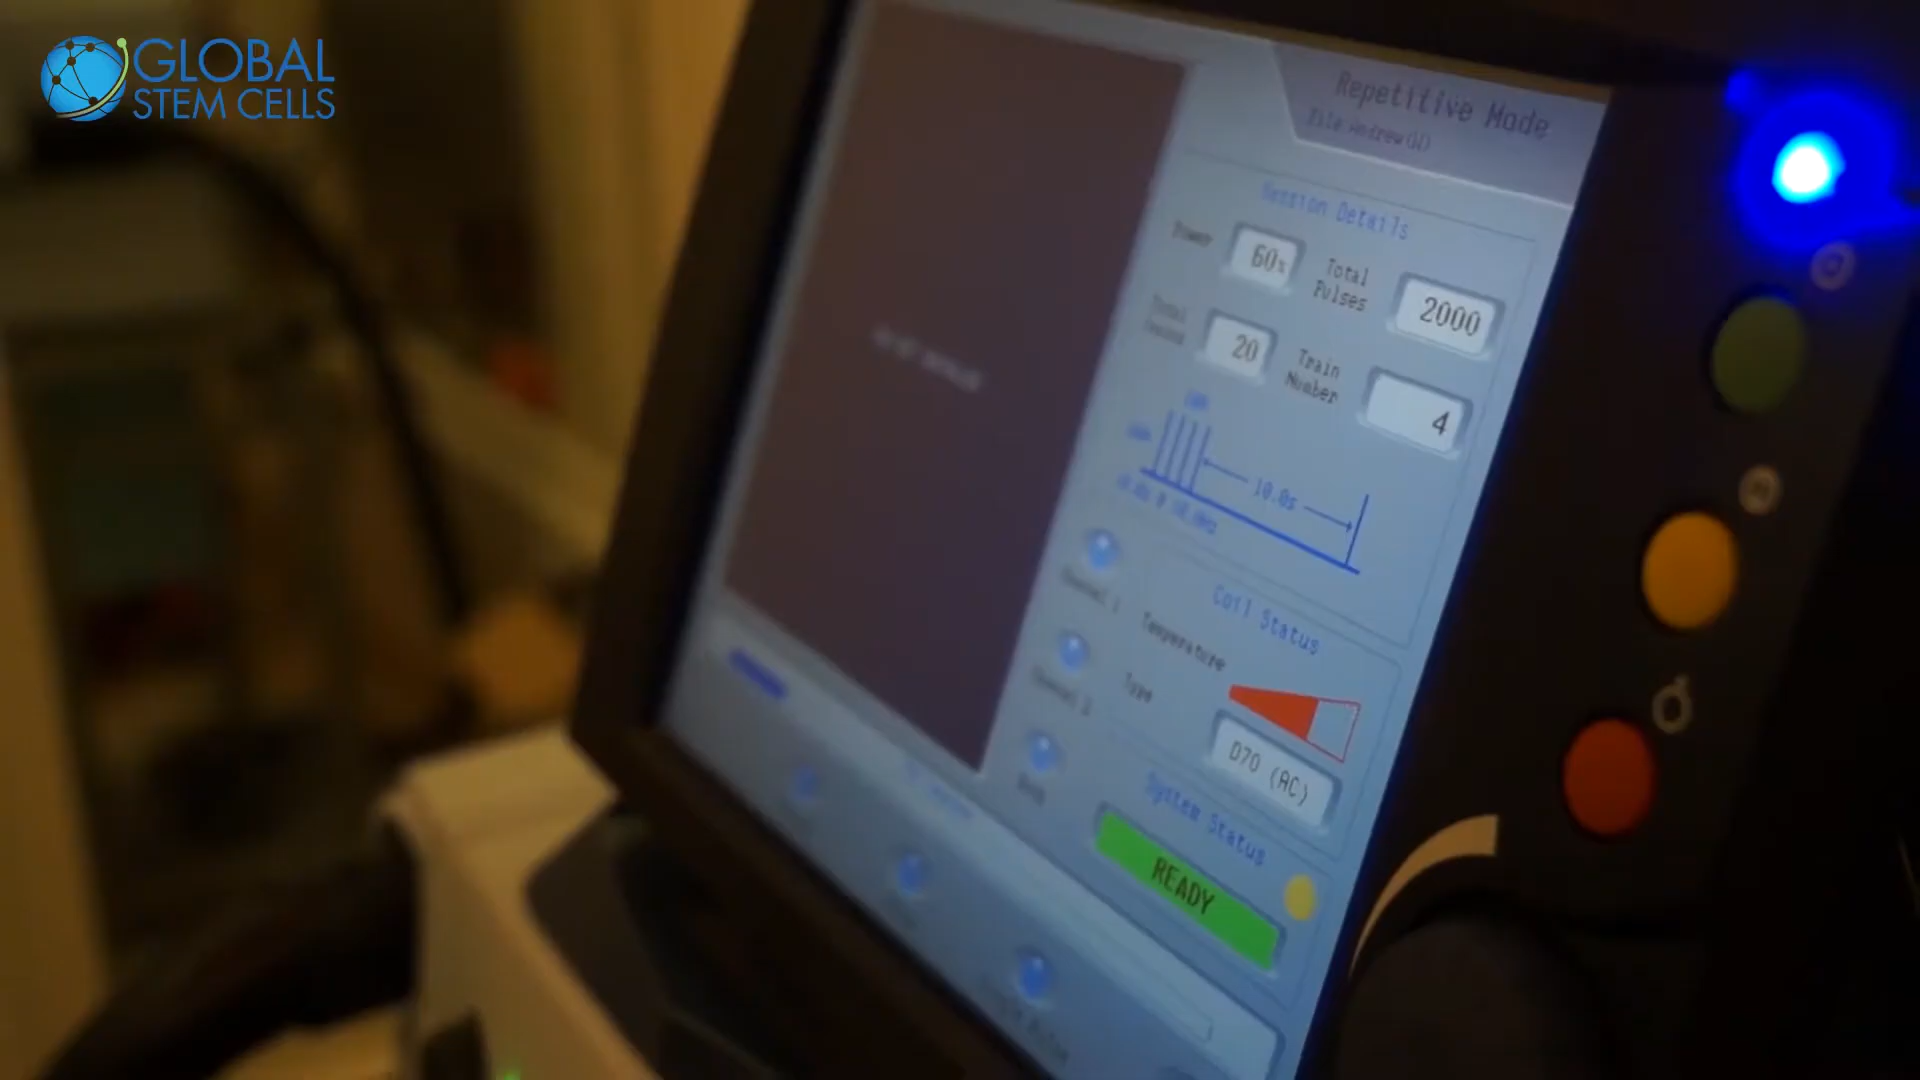 GLOBAL
STEM CELLS
Repetitive Mode
Session Details
Power
60%
Total
Pulses
2000
Total
20
Train
Number
4
10.0s
Coil Status
Temperature
Type
D70 (AC)
System Status
READY